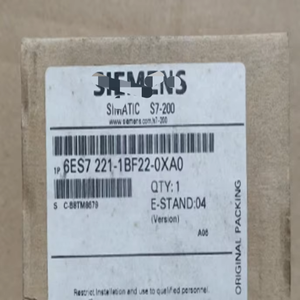 SIEMENS
SImATIC S7-200
www.siemens.com/s7-200
1P 6ES7 221-1BF22-0XA0
QTY: 1
S C-B8TM8679 E-STAND:04
(Version)
A06
Restrict installation and use to qualified personnel.
ORIGINAL PACKING